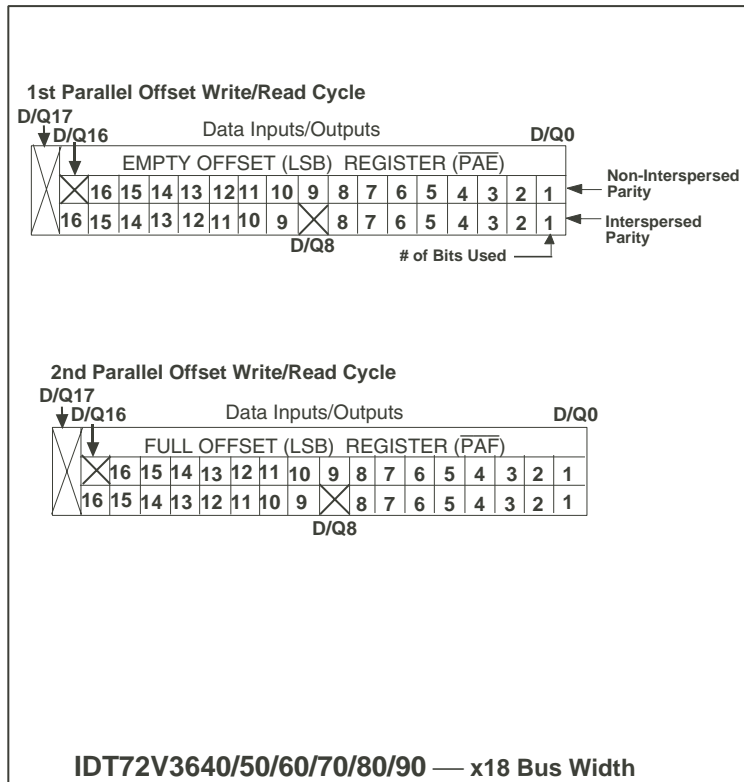 1st Parallel Offset Write/Read Cycle
D/Q17
D/Q16
Data Inputs/Outputs
D/Q0
EMPTY OFFSET (LSB) REGISTER (PAE)
16 15 14 13 12 11 10 9 8 7 6 5 4 3 2 1
Non-Interspersed
Parity
16 15 14 13 12 11 10 9 8 7 6 5 4 3 2 1
Interspersed
Parity
D/Q8
# of Bits Used
2nd Parallel Offset Write/Read Cycle
D/Q17
D/Q16
Data Inputs/Outputs
D/Q0
FULL OFFSET (LSB) REGISTER (PAF)
16 15 14 13 12 11 10 9 8 7 6 5 4 3 2 1
16 15 14 13 12 11 10 9 8 7 6 5 4 3 2 1
D/Q8
IDT72V3640/50/60/70/80/90 — x18 Bus Width